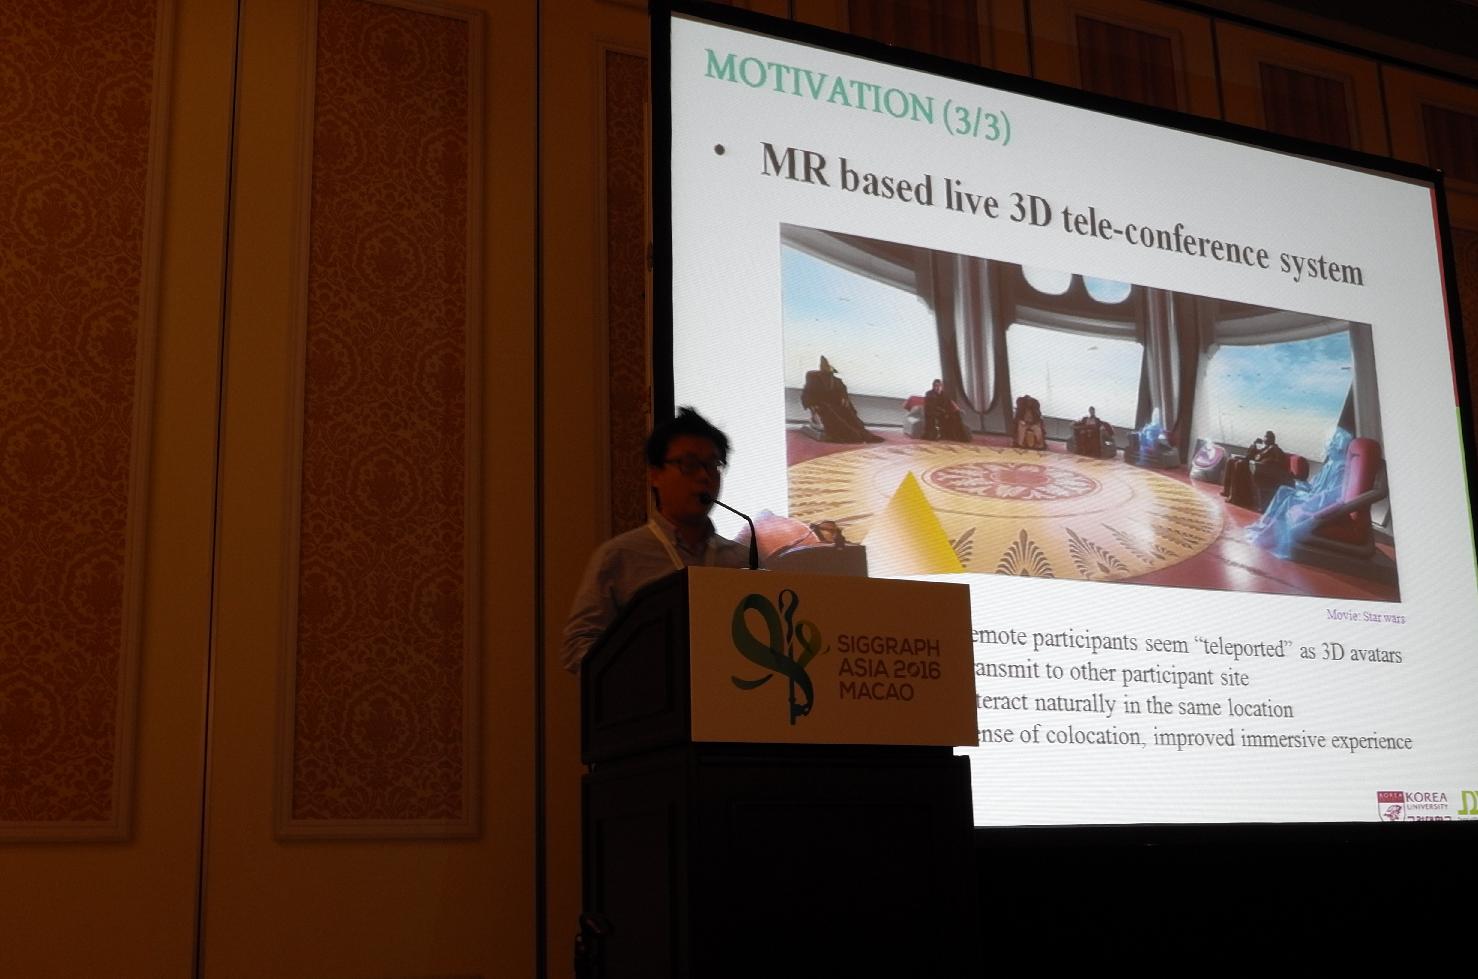 MOTIVATION (3/3)
• MR based live 3D tele-conference system
Movie: Star wars
emote participants seem “teleported” as 3D avatars
ansmit to other participant site
teract naturally in the same location
ense of colocation, improved immersive experience
SIGGRAPH
ASIA 2016
MACAO
KOREA
KOREA
UNIVERSITY